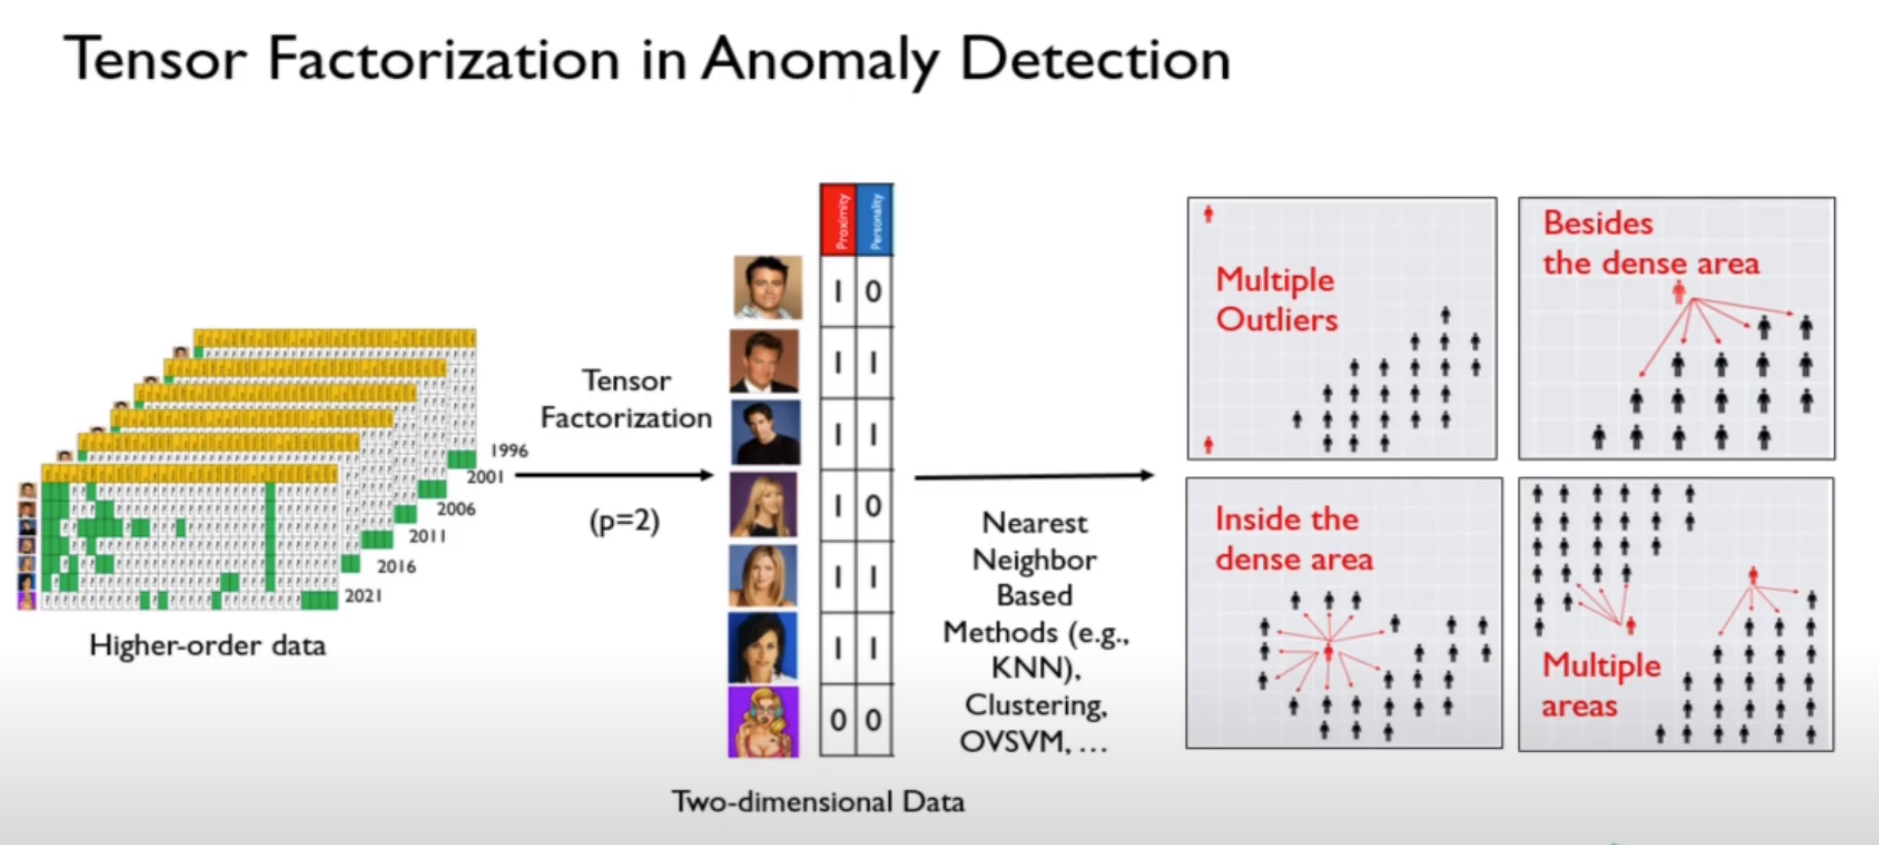 Tensor Factorization in Anomaly Detection
1996
2001
2006
2011
2016
2021
Higher-order data
Tensor
Factorization
(p=2)
Proximity
Personality
1 0
1 1
1 1
1 0
1 1
1 1
0 0
Two-dimensional Data
Nearest
Neighbor
Based
Methods (e.g.,
KNN),
Clustering,
OVSVM, ...
Multiple
Outliers
Besides
the dense area
Inside the
dense area
Multiple
areas